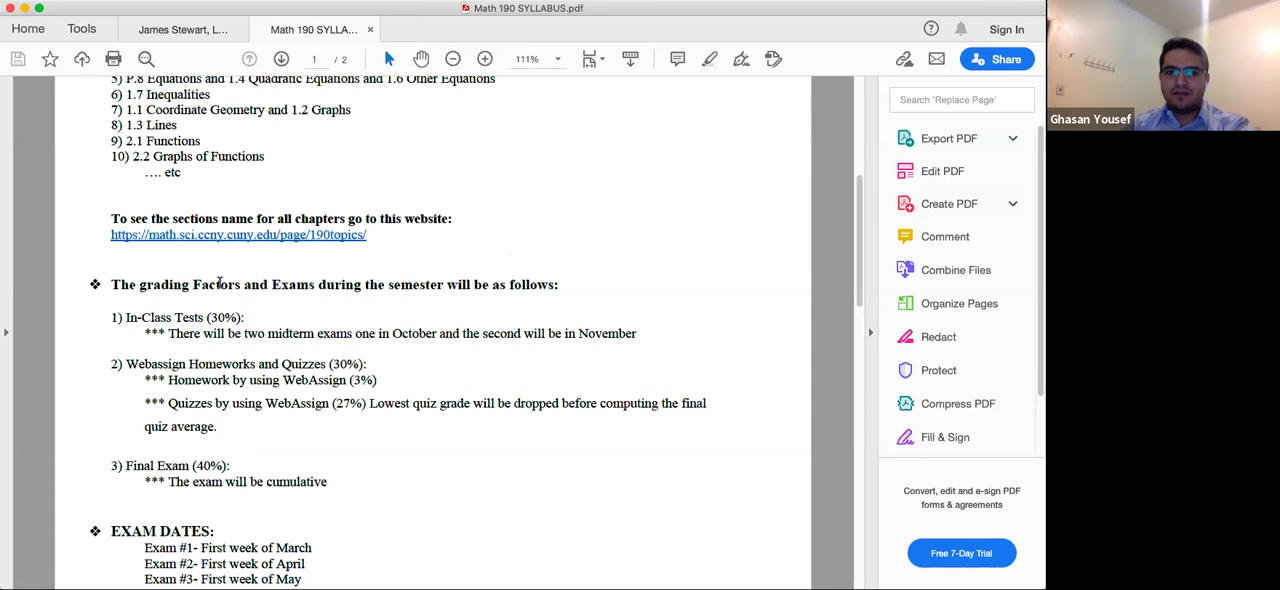 Math 190 SYLLABUS.pdf
Home Tools James Stewart, L... Math 190 SYLLA... × Sign In
1 / 2 111% Share
5) P.8 Equations and 1.4 Quadratic Equations and 1.6 Other Equations
6) 1.7 Inequalities
7) 1.1 Coordinate Geometry and 1.2 Graphs
8) 1.3 Lines
9) 2.1 Functions
10) 2.2 Graphs of Functions
…. etc
To see the sections name for all chapters go to this website:
https://math.sci.ccny.cuny.edu/page/190topics/
❖ The grading Factors and Exams during the semester will be as follows:
1) In-Class Tests (30%):
*** There will be two midterm exams one in October and the second will be in November
2) Webassign Homeworks and Quizzes (30%):
*** Homework by using WebAssign (3%)
*** Quizzes by using WebAssign (27%) Lowest quiz grade will be dropped before computing the final
quiz average.
3) Final Exam (40%):
*** The exam will be cumulative
❖ EXAM DATES:
Exam #1- First week of March
Exam #2- First week of April
Exam #3- First week of May
Search 'Replace Page'
Export PDF
Edit PDF
Create PDF
Comment
Combine Files
Organize Pages
Redact
Protect
Compress PDF
Fill & Sign
Convert, edit and e-sign PDF
forms & agreements
Free 7-Day Trial
Ghasan Yousef